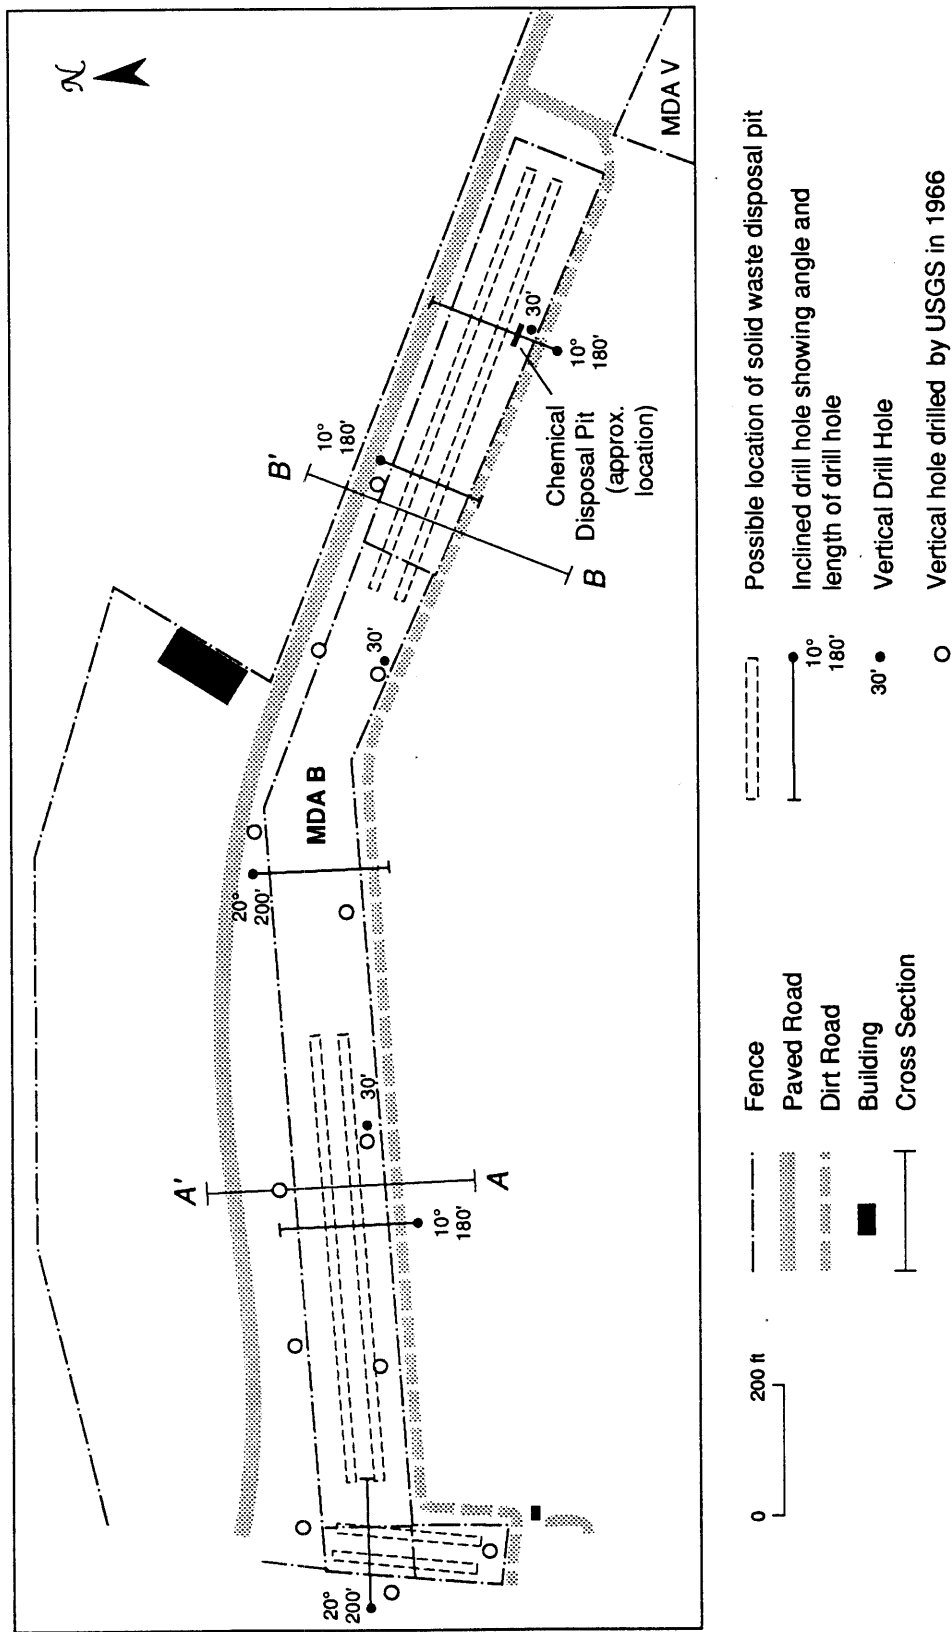 N
MDA V
B'
10°
180'
30'
10°
180'
Chemical
Disposal Pit
(approx.
location)
B
30'
MDA B
20°
200'
A'
30'
A
10°
180'
20°
200'
0 200 ft
Fence
Paved Road
Dirt Road
Building
Cross Section
Possible location of solid waste disposal pit
Inclined drill hole showing angle and
length of drill hole
10°
180'
30'
Vertical Drill Hole
Vertical hole drilled by USGS in 1966